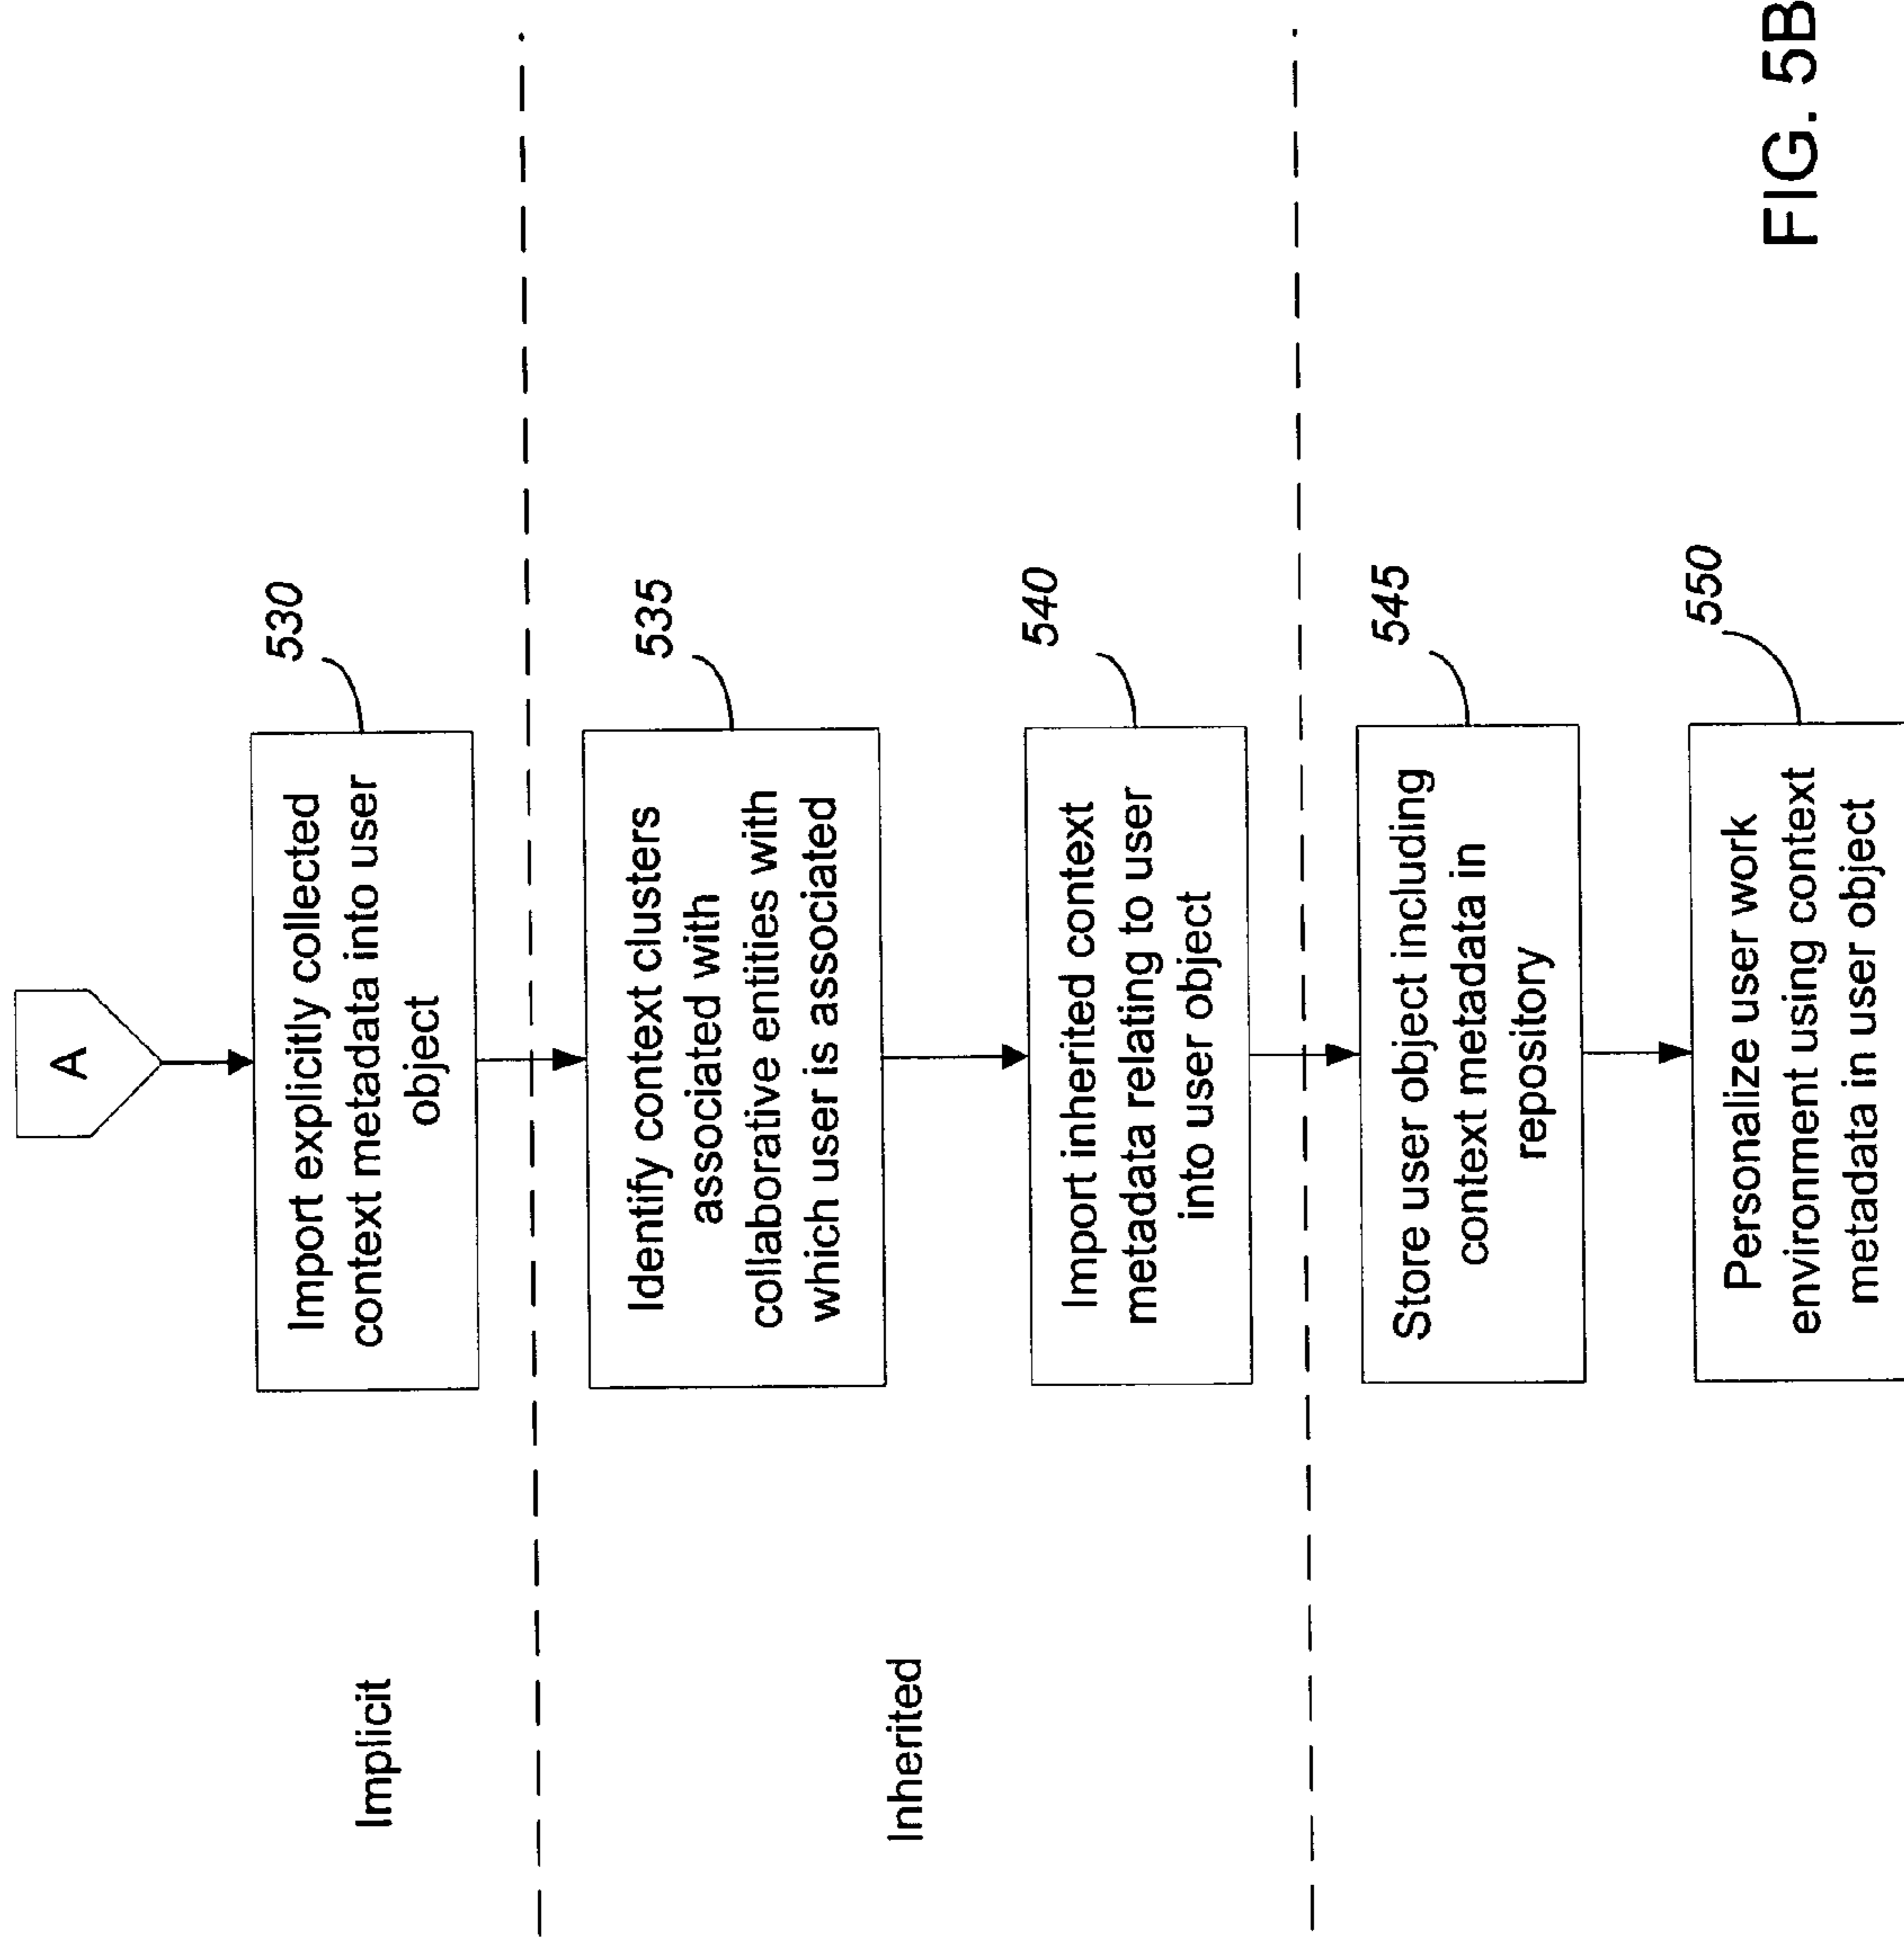 A
530
Import explicitly collected
context metadata into user
object
Implicit
535
Identify context clusters
associated with
collaborative entities with
which user is associated
Inherited
540
Import inherited context
metadata relating to user
into user object
545
Store user object including
context metadata in
repository
550
Personalize user work
environment using context
metadata in user object
FIG. 5B